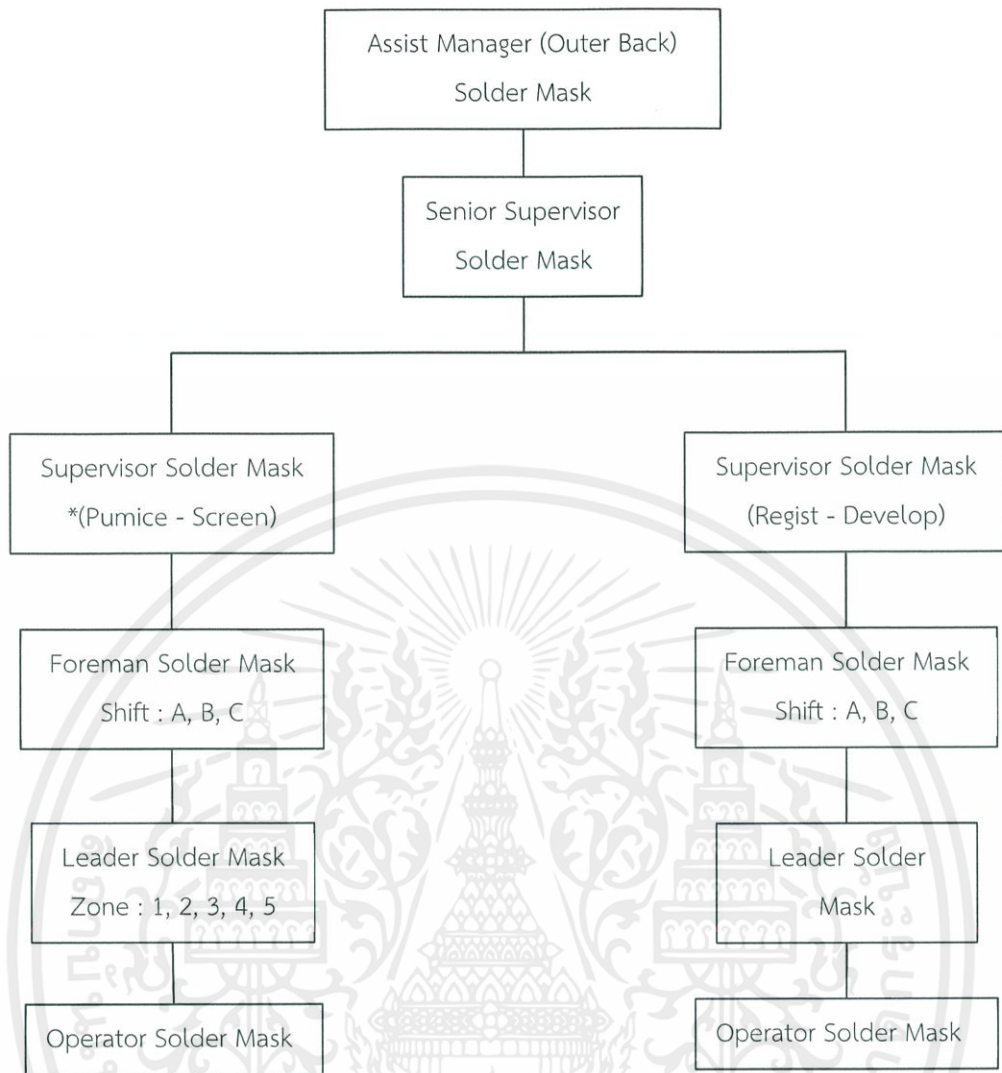 Assist Manager (Outer Back)
Solder Mask
Senior Supervisor
Solder Mask
Supervisor Solder Mask
*(Pumice - Screen)
Supervisor Solder Mask
(Regist - Develop)
Foreman Solder Mask
Shift : A, B, C
Foreman Solder Mask
Shift : A, B, C
Leader Solder Mask
Zone : 1, 2, 3, 4, 5
Leader Solder
Mask
Operator Solder Mask
Operator Solder Mask